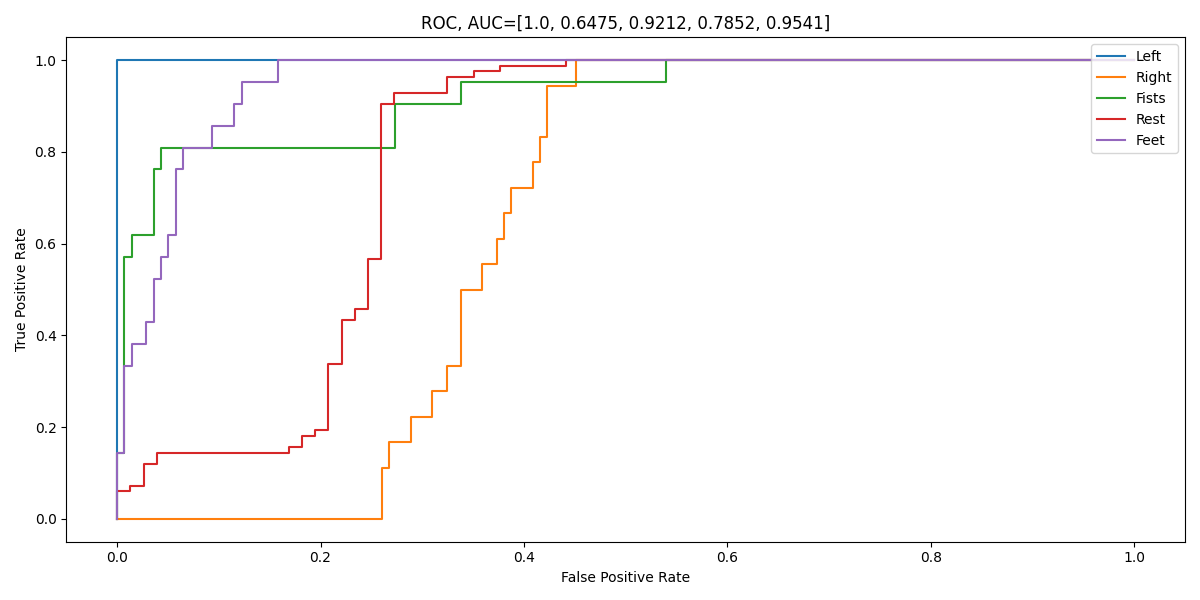 ROC, AUC=[1.0, 0.6475, 0.9212, 0.7852, 0.9541]
Left
Right
Fists
Rest
Feet
True Positive Rate
1.0
0.8
0.6
0.4
0.2
0.0
0.0 0.2 0.4 0.6 0.8 1.0
False Positive Rate